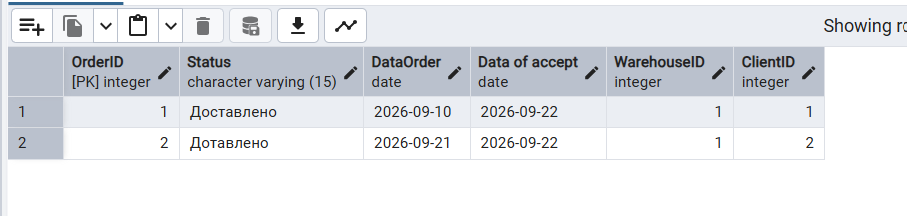 Showing
OrderID Status DataOrder Data of accept WarehouseID ClientID
[PK] integer character varying (15) date date integer integer
1 1 Доставлено 2026-09-10 2026-09-22 1 1
2 2 Дотавлено 2026-09-21 2026-09-22 1 2